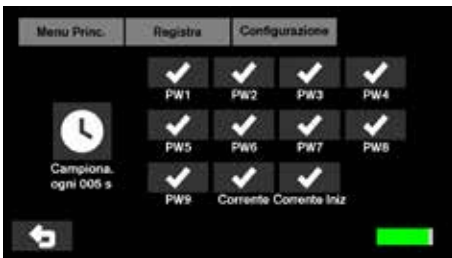 Menu Princ. Registra Configurazione
PW1 PW2 PW3 PW4
PW5 PW6 PW7 PW8
Campiona.
ogni 005 s
PW9 Corrente Corrente Iniz